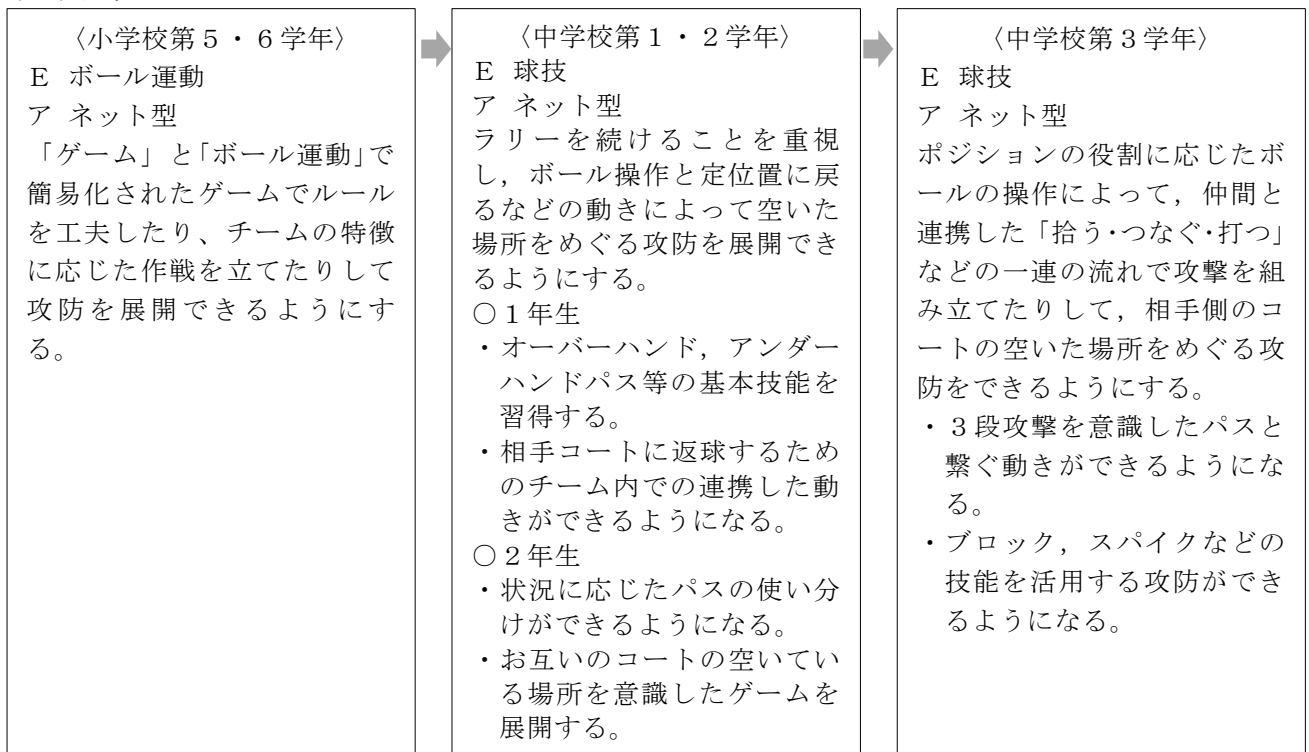 〈小学校第５・６学年〉
Ｅ ボール運動
ア ネット型
「ゲーム」と「ボール運動」で
簡易化されたゲームでルール
を工夫したり、チームの特徴
に応じた作戦を立てたりして
攻防を展開できるようにす
る。
〈中学校第１・２学年〉
Ｅ 球技
ア ネット型
ラリーを続けることを重視
し，ボール操作と定位置に戻
るなどの動きによって空いた
場所をめぐる攻防を展開でき
るようにする。
○１年生
・オーバーハンド，アンダー
ハンドパス等の基本技能を
習得する。
・相手コートに返球するため
のチーム内での連携した動
きができるようになる。
○２年生
・状況に応じたパスの使い分
けができるようになる。
・お互いのコートの空いてい
る場所を意識したゲームを
展開する。
〈中学校第３学年〉
Ｅ 球技
ア ネット型
ポジションの役割に応じたボ
ールの操作によって，仲間と
連携した「拾う･つなぐ･打つ」
などの一連の流れで攻撃を組
み立てたりして，相手側のコ
ートの空いた場所をめぐる攻
防をできるようにする。
・３段攻撃を意識したパスと
繋ぐ動きができるようにな
る。
・ブロック，スパイクなどの
技能を活用する攻防ができ
るようになる。